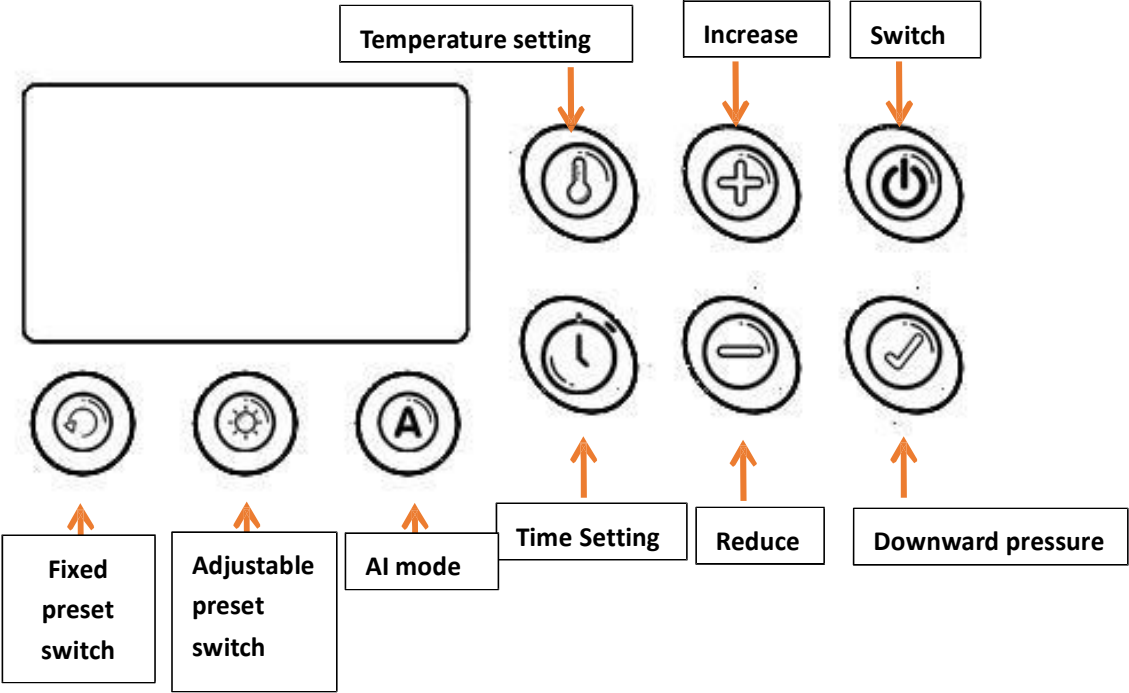 Temperature setting
Increase
Switch
A
Time Setting
Reduce
Downward pressure
Fixed
preset
switch
Adjustable
preset
switch
AI mode